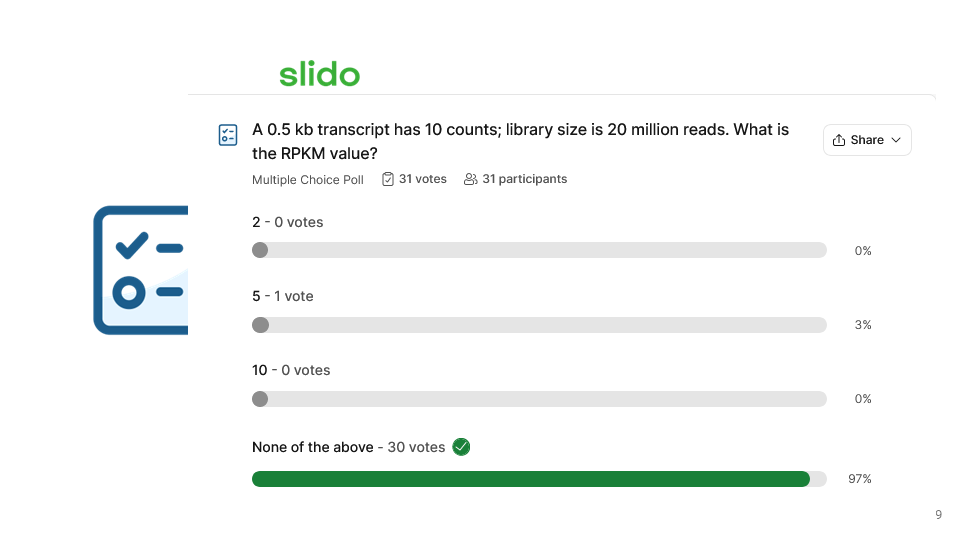 slido
A 0.5 kb transcript has 10 counts; library size is 20 million reads. What is
the RPKM value?
Share
Multiple Choice Poll 31 votes 31 participants
2 - 0 votes
0%
5 - 1 vote
3%
10 - 0 votes
0%
None of the above - 30 votes
97%
9